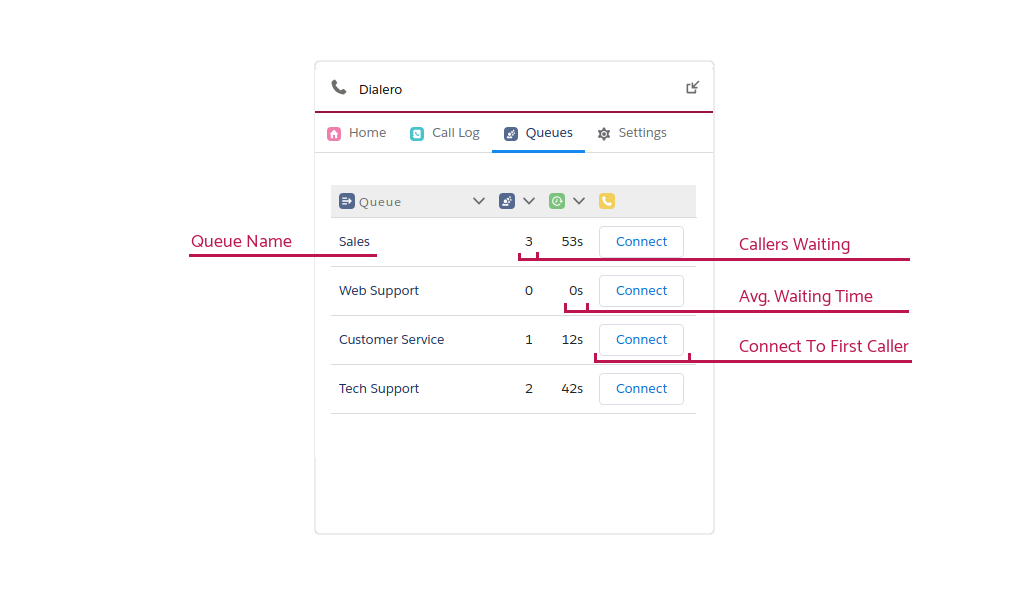 Dialero
Home Call Log Queues Settings
Queue
Queue Name Sales 3 53s Connect Callers Waiting
Web Support 0 0s Connect Avg. Waiting Time
Customer Service 1 12s Connect Connect To First Caller
Tech Support 2 42s Connect